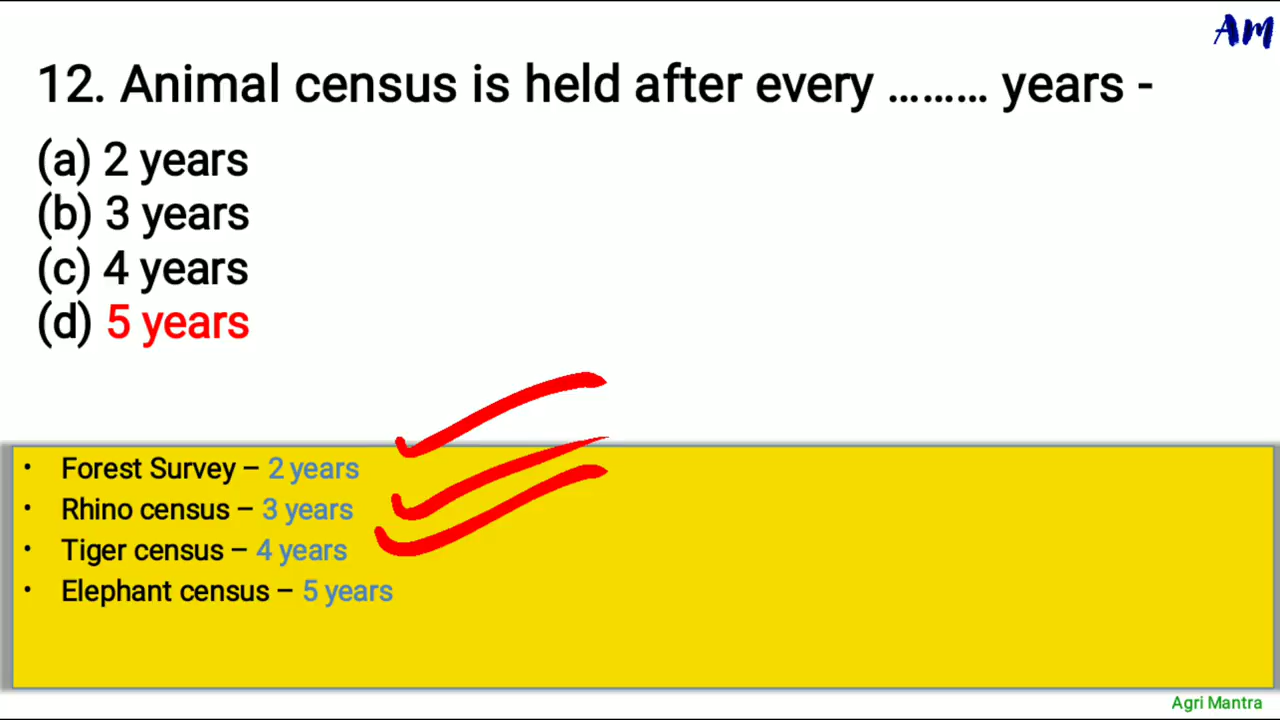 AM
12. Animal census is held after every ......... years -
(a) 2 years
(b) 3 years
(c) 4 years
(d) 5 years
• Forest Survey – 2 years
• Rhino census – 3 years
• Tiger census – 4 years
• Elephant census – 5 years
Agri Mantra